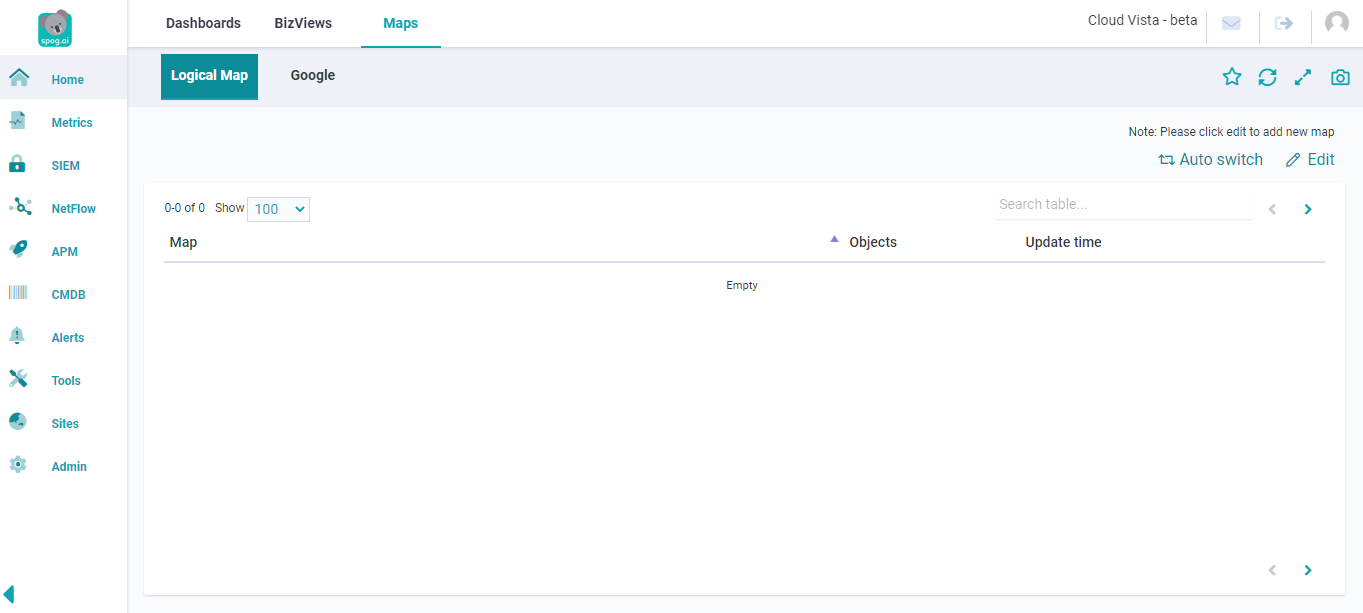 spog.ai
Dashboards BizViews Maps
Cloud Vista - beta
Home
Metrics
SIEM
NetFlow
APM
CMDB
Alerts
Tools
Sites
Admin
Logical Map Google
Note: Please click edit to add new map
Auto switch Edit
0-0 of 0 Show 100 Search table...
Map Objects Update time
Empty